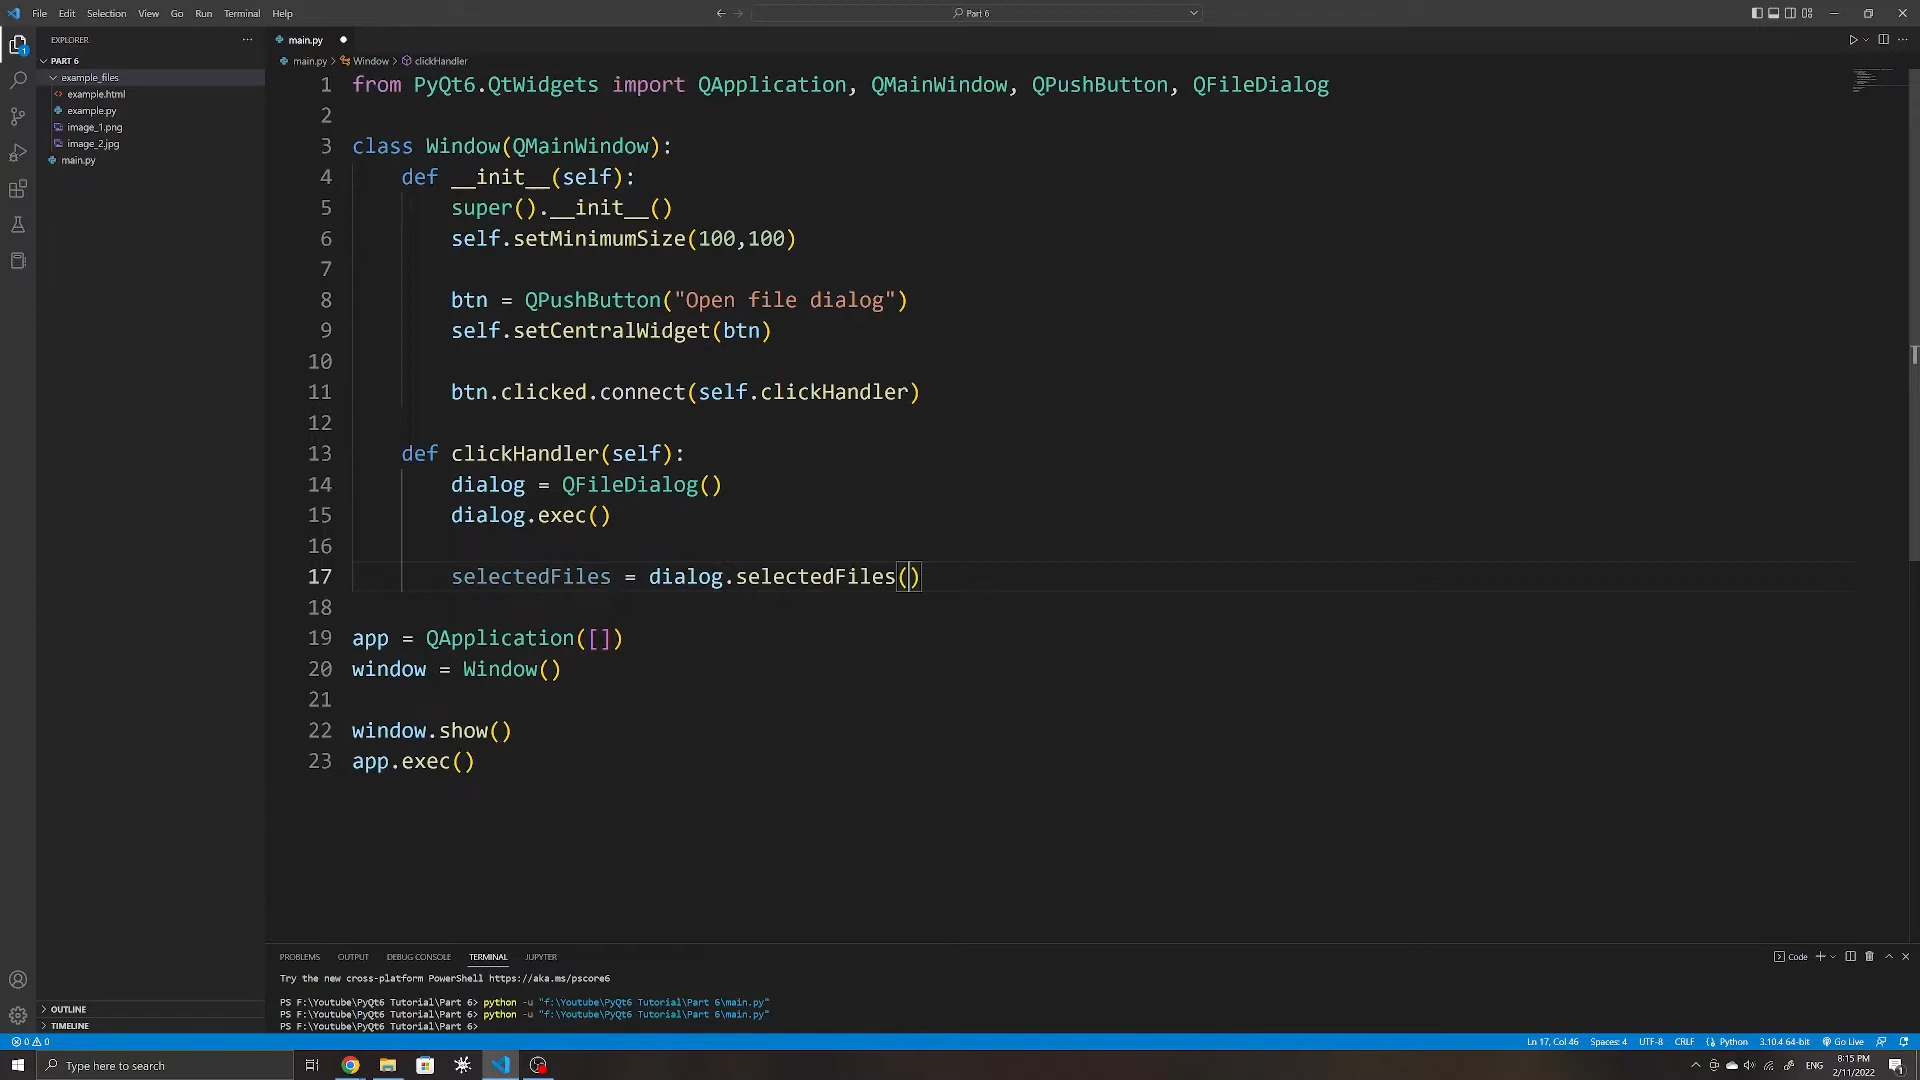 File Edit Selection View Go Run Terminal Help
Part 6
EXPLORER
PART 6
example_files
example.html
example.py
image_1.png
image_2.jpg
main.py
OUTLINE
TIMELINE
main.py
main.py > Window > clickHandler
1 from PyQt6.QtWidgets import QApplication, QMainWindow, QPushButton, QFileDialog
2
3 class Window(QMainWindow):
4 def __init__(self):
5 super().__init__()
6 self.setMinimumSize(100,100)
7
8 btn = QPushButton("Open file dialog")
9 self.setCentralWidget(btn)
10
11 btn.clicked.connect(self.clickHandler)
12
13 def clickHandler(self):
14 dialog = QFileDialog()
15 dialog.exec()
16
17 selectedFiles = dialog.selectedFiles()
18
19 app = QApplication([])
20 window = Window()
21
22 window.show()
23 app.exec()
PROBLEMS OUTPUT DEBUG CONSOLE TERMINAL JUPYTER
Code
Try the new cross-platform PowerShell https://aka.ms/pscore6
PS F:\Youtube\PyQt6 Tutorial\Part 6> python -u "f:\Youtube\PyQt6 Tutorial\Part 6\main.py"
PS F:\Youtube\PyQt6 Tutorial\Part 6> python -u "f:\Youtube\PyQt6 Tutorial\Part 6\main.py"
PS F:\Youtube\PyQt6 Tutorial\Part 6>
0 0 Ln 17, Col 46 Spaces: 4 UTF-8 CRLF Python 3.10.4 64-bit Go Live
Type here to search
ENG
8:15 PM
2/11/2022